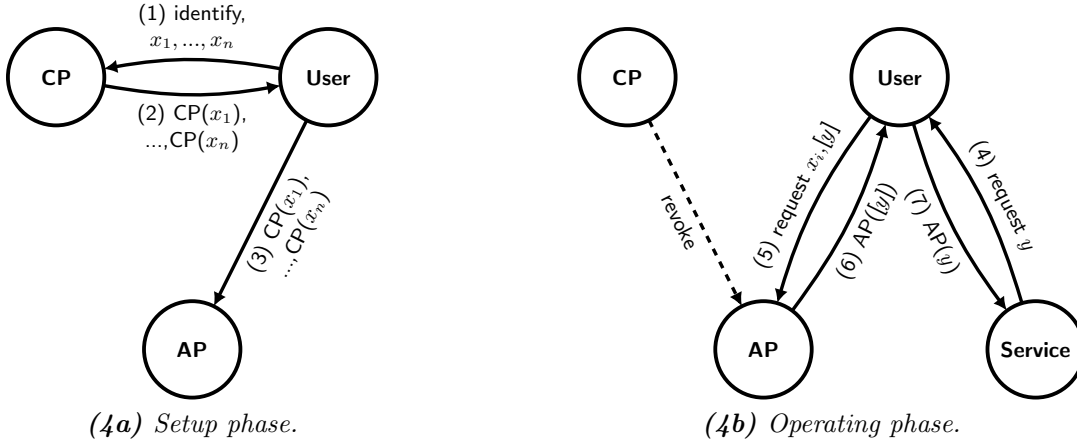 (1) identify,
x₁, ..., xₙ
CP
User
(2) CP(x₁),
...,CP(xₙ)
(3) CP(x₁),
..., CP(xₙ)
AP
(4a) Setup phase.
CP
User
revoke
(5) request xᵢ,[y]
(6) AP([y])
(7) AP(y)
(4) request y
AP
Service
(4b) Operating phase.